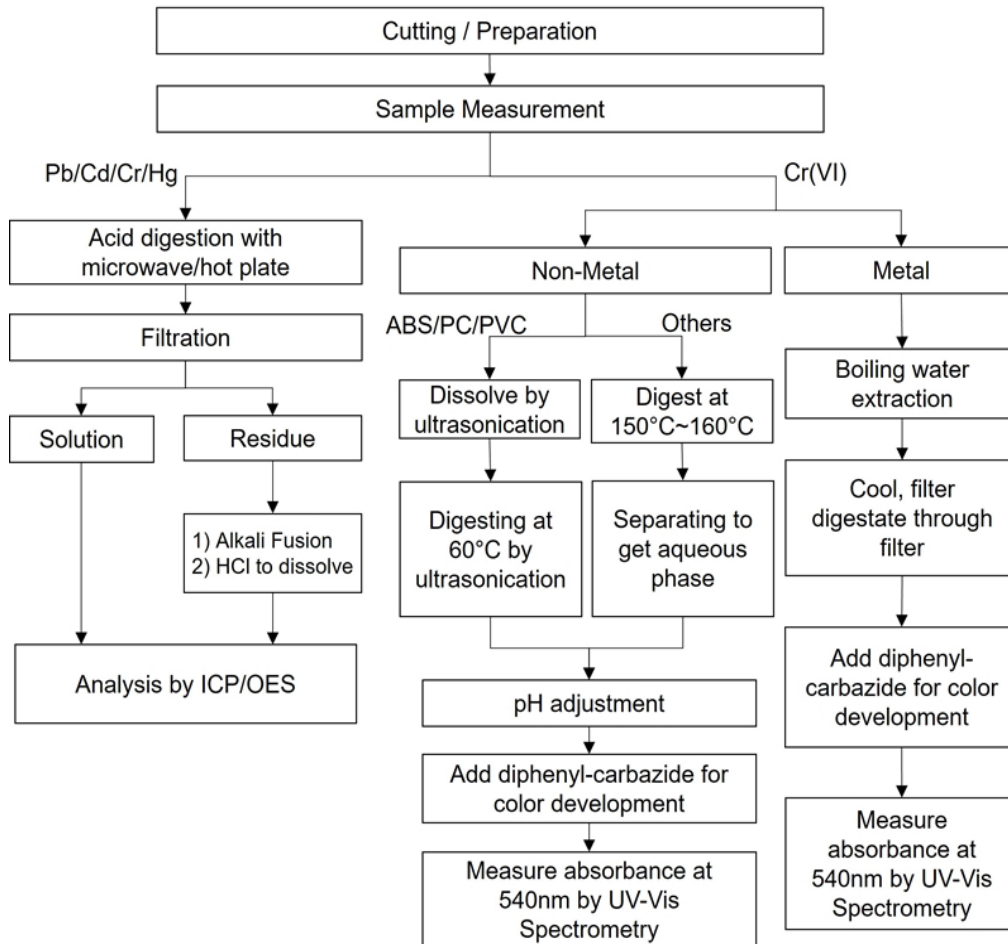 Cutting / Preparation
Sample Measurement
Pb/Cd/Cr/Hg
Cr(VI)
Acid digestion with
microwave/hot plate
Non-Metal
Metal
Filtration
ABS/PC/PVC
Others
Solution
Residue
Dissolve by
ultrasonication
Digest at
150°C~160°C
Boiling water
extraction
1) Alkali Fusion
2) HCl to dissolve
Digesting at
60°C by
ultrasonication
Separating to
get aqueous
phase
Cool, filter
digestate through
filter
Analysis by ICP/OES
pH adjustment
Add diphenyl-
carbazide for color
development
Add diphenyl-carbazide for
color development
Measure absorbance at
540nm by UV-Vis
Spectrometry
Measure
absorbance at
540nm by UV-Vis
Spectrometry